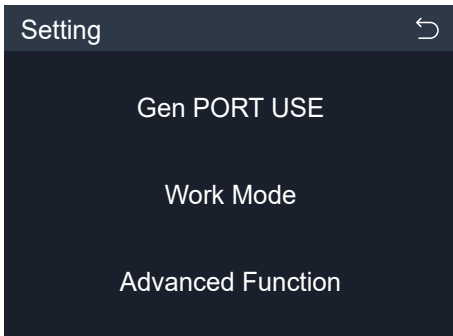 Setting
Gen PORT USE
Work Mode
Advanced Function